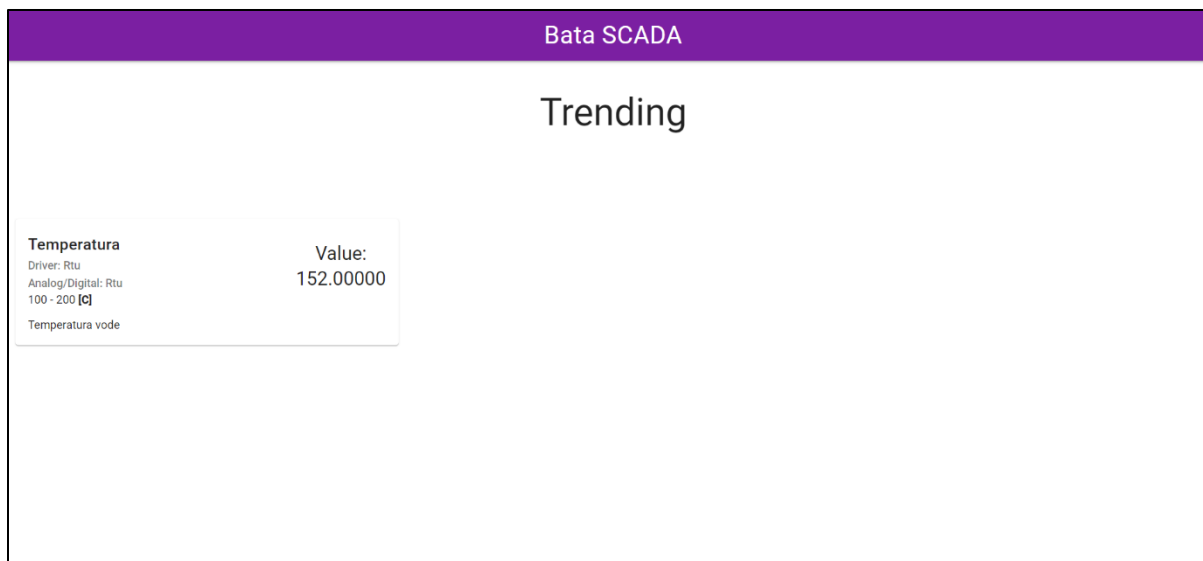 Bata SCADA
Trending
Temperatura
Driver: Rtu
Analog/Digital: Rtu
100 - 200 [C]
Temperatura vode
Value:
152.00000